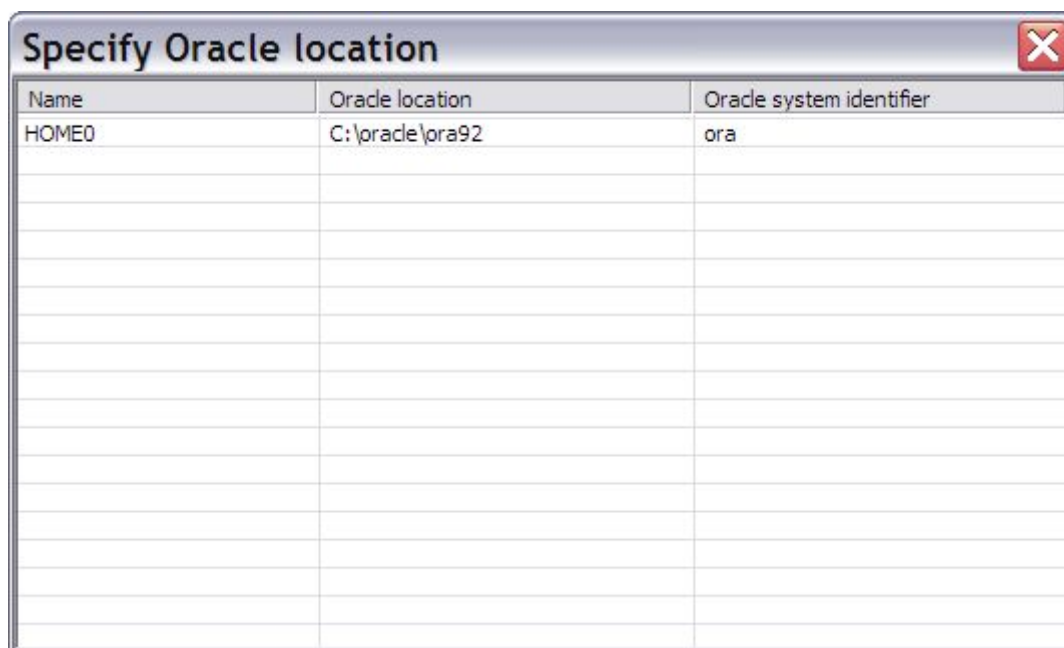 Specify Oracle location
Name Oracle location Oracle system identifier
HOME0 C:\oracle\ora92 ora